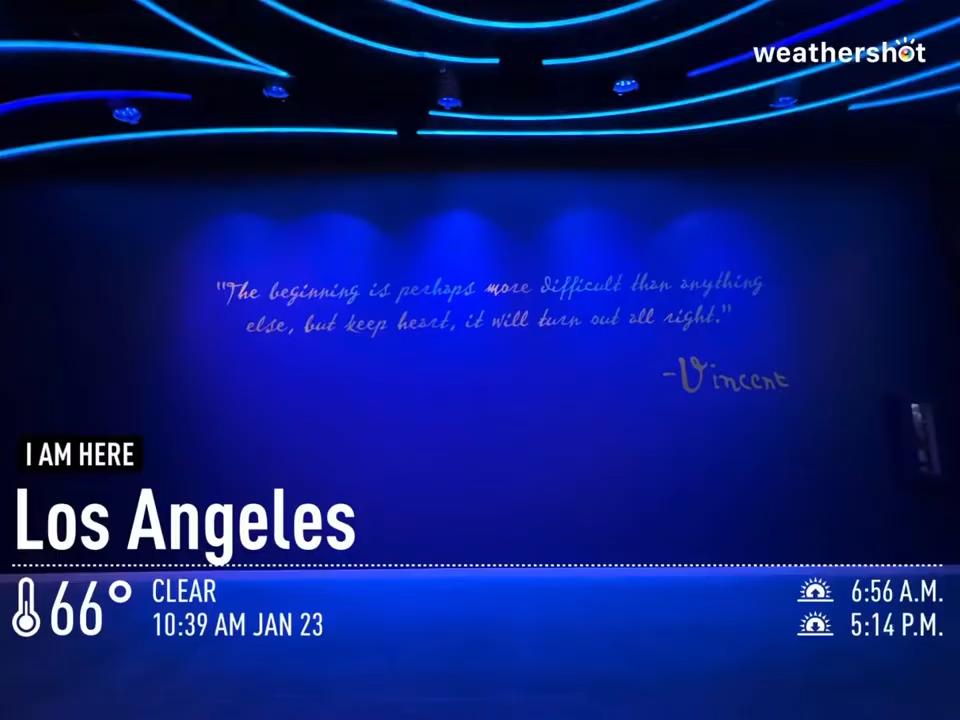 weathershot
"The beginning is perhaps more difficult than anything
else, but keep heart, it will turn out all right."
-Vincent
I AM HERE
Los Angeles
66° CLEAR
10:39 AM JAN 23
6:56 A.M.
5:14 P.M.